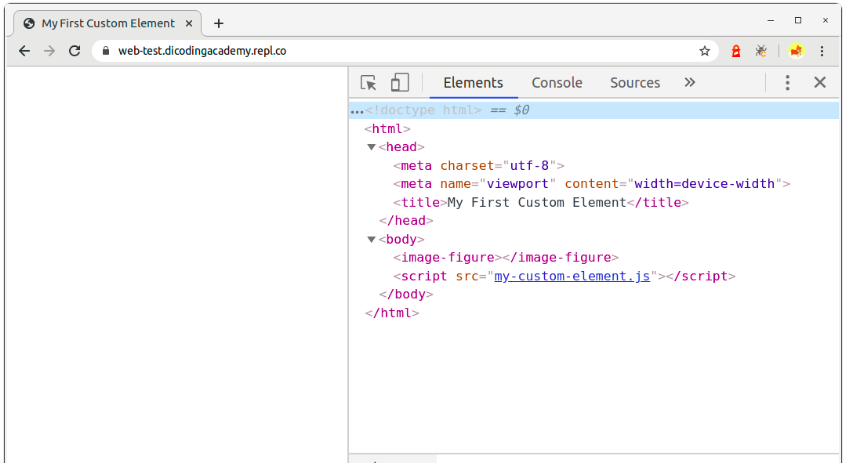 My First Custom Element
web-test.dicodingacademy.repl.co
Elements Console Sources
<!doctype html> == $0
<html>
<head>
<meta charset="utf-8">
<meta name="viewport" content="width=device-width">
<title>My First Custom Element</title>
</head>
<body>
<image-figure></image-figure>
<script src="my-custom-element.js"></script>
</body>
</html>